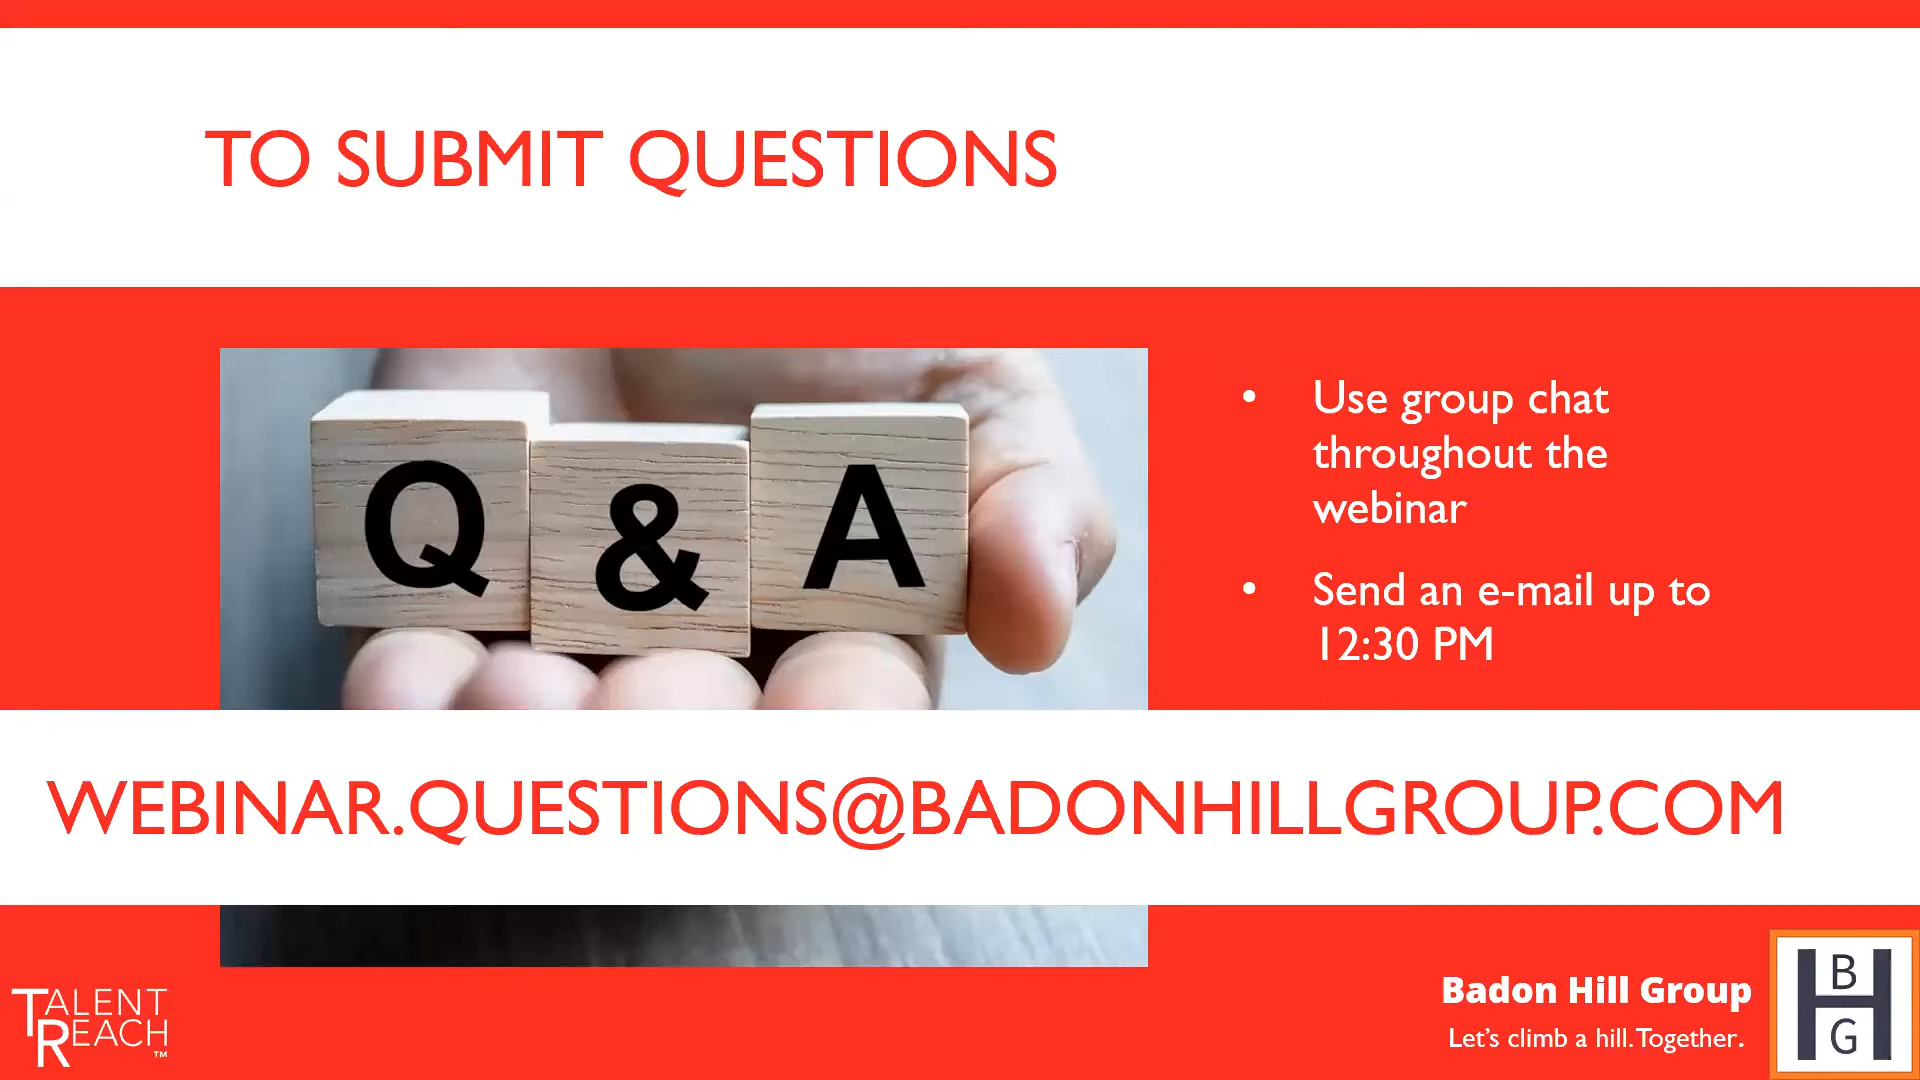 TO SUBMIT QUESTIONS
Q & A
• Use group chat
throughout the
webinar
• Send an e-mail up to
12:30 PM
WEBINAR.QUESTIONS@BADONHILLGROUP.COM
TALENT
REACH
™
Badon Hill Group
Let's climb a hill. Together.
B
H
G